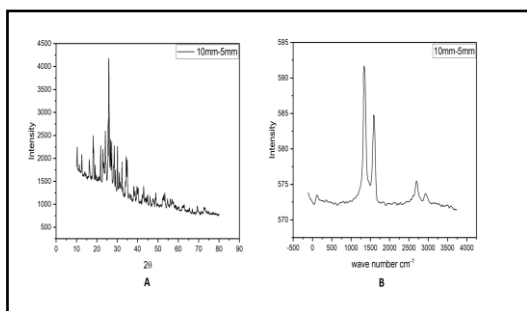 10mm-5mm
4500
4000
3500
3000
2500
2000
1500
1000
500
Intensity
0 10 20 30 40 50 60 70 80 90
2θ
A
10mm-5mm
595
590
585
580
575
570
Intensity
-500 0 500 1000 1500 2000 2500 3000 3500 4000
wave number cm⁻¹
B